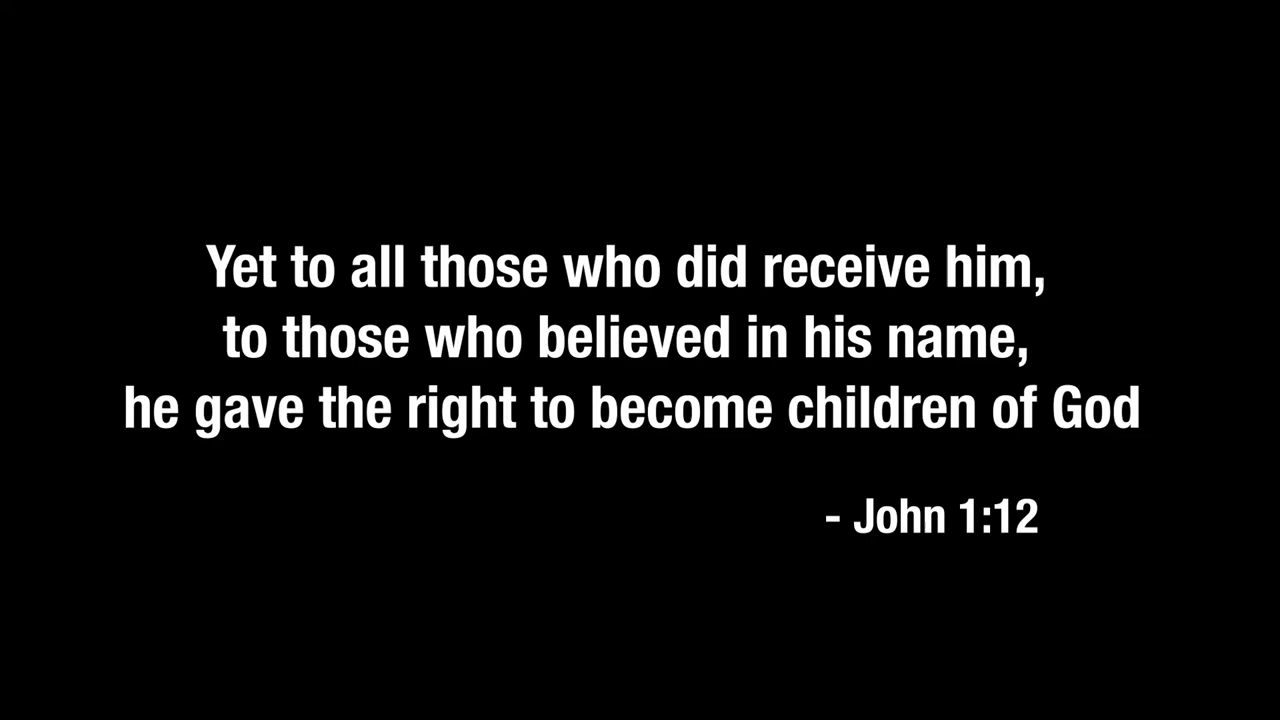 Yet to all those who did receive him,
to those who believed in his name,
he gave the right to become children of God
- John 1:12